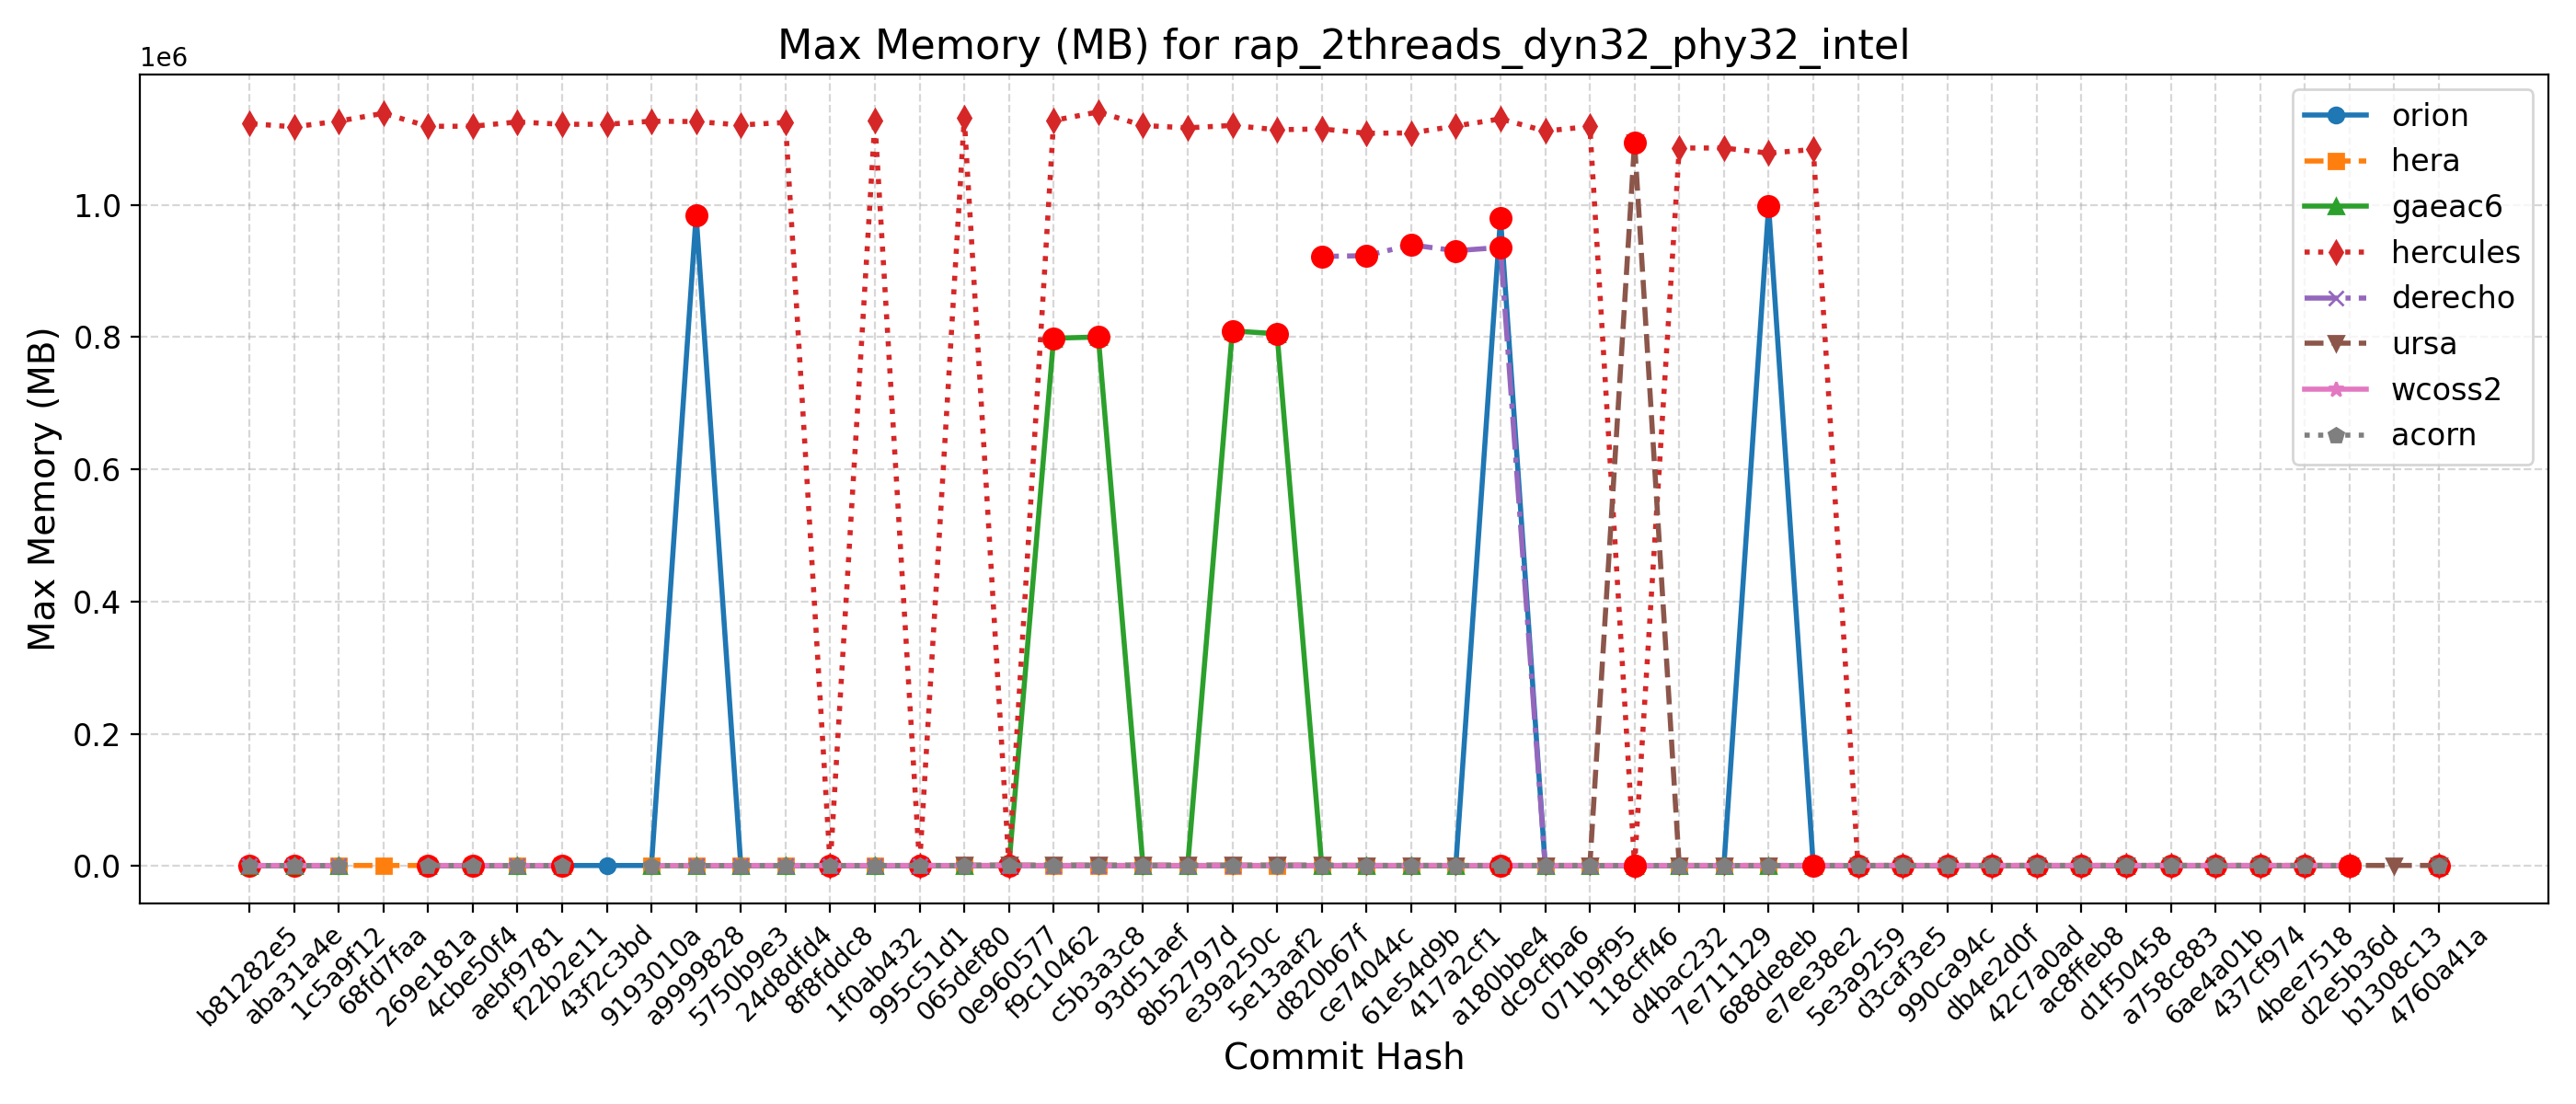 Max Memory (MB) for rap_2threads_dyn32_phy32_intel
1e6
1.0
0.8
0.6
0.4
0.2
0.0
Max Memory (MB)
orion
hera
gaeac6
hercules
derecho
ursa
wcoss2
acorn
b81282e5
aba31a4e
1c5a9f12
68fd7faa
269e181a
4cbe50f4
aebf9781
f22b2e11
43f2c3bd
9193010a
a9999828
5750b9e3
24d8dfd4
8f8fddc8
1f0ab432
995c51d1
065def80
0e960577
f9c10462
c5b3a3c8
93d51aef
8b52797d
e39a250c
5e13aaf2
d820b67f
ce74044c
61e54d9b
417a2cf1
a180bbe4
dc9cfba6
071b9f95
118cff46
d4bac232
7e711129
688de8eb
e7ee38e2
5e3a9259
d3caf3e5
990ca94c
db4e2d0f
42c7a0ad
ac8ffeb8
d1f50458
a758c883
6ae4a01b
437cf974
4bee7518
d2e5b36d
b1308c13
4760a41a
Commit Hash